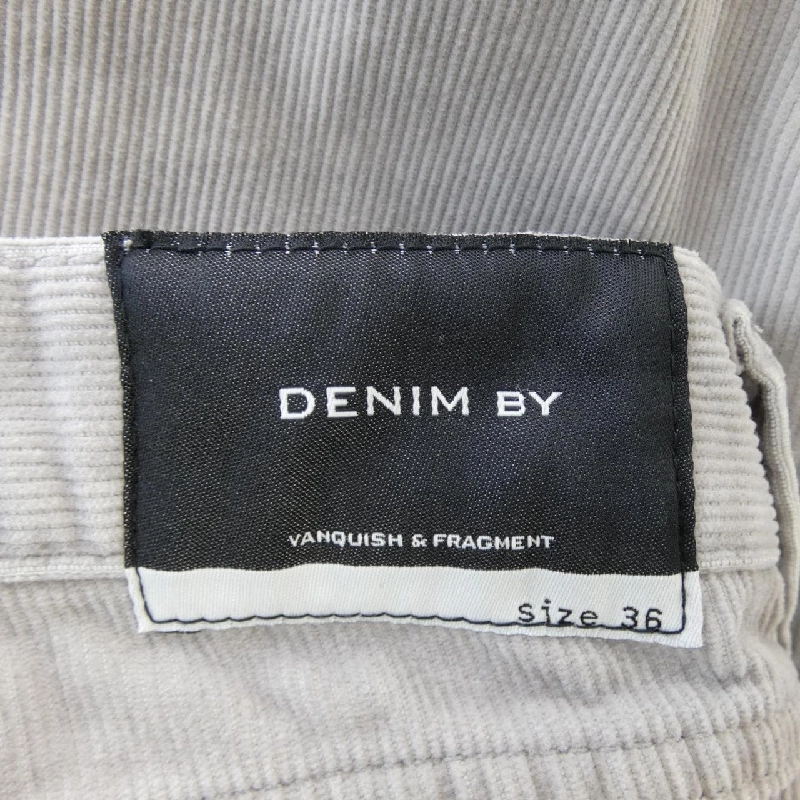 DENIM BY
VANQUISH & FRAGMENT
size 36